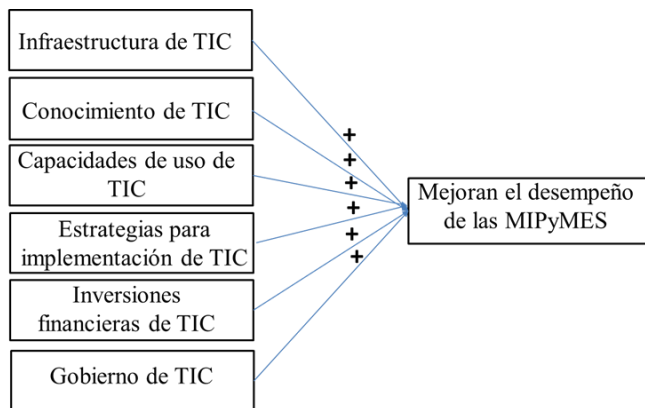 Infraestructura de TIC
Conocimiento de TIC
Capacidades de uso de
TIC
Estrategias para
implementación de TIC
Inversiones
financieras de TIC
Gobierno de TIC
+
+
+
+
+
+
Mejoran el desempeño
de las MIPyMES